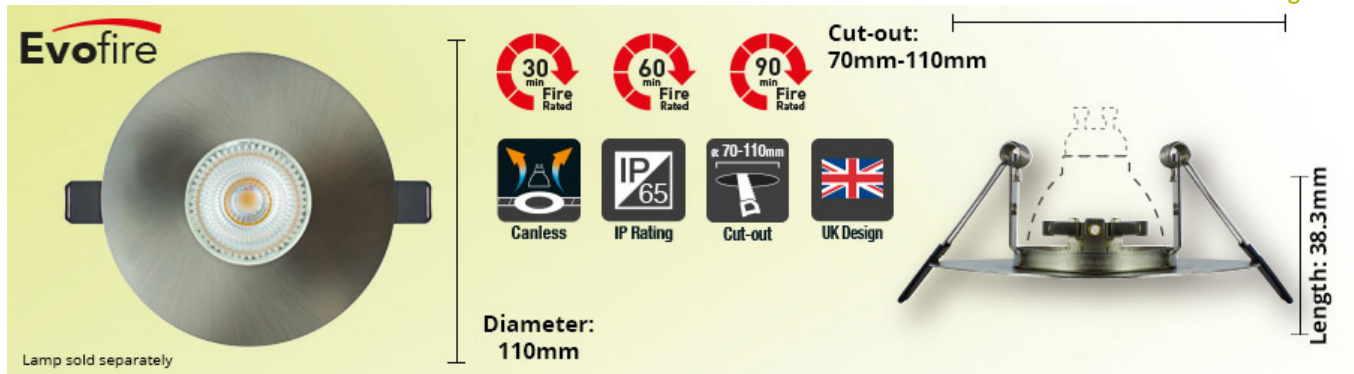 Evofire
Lamp sold separately
Diameter:
110mm
30
min
Fire
Rated
60
min
Fire
Rated
90
min
Fire
Rated
Canless
IP
65
IP Rating
70-110mm
Cut-out
UK Design
Cut-out:
70mm-110mm
Length: 38.3mm